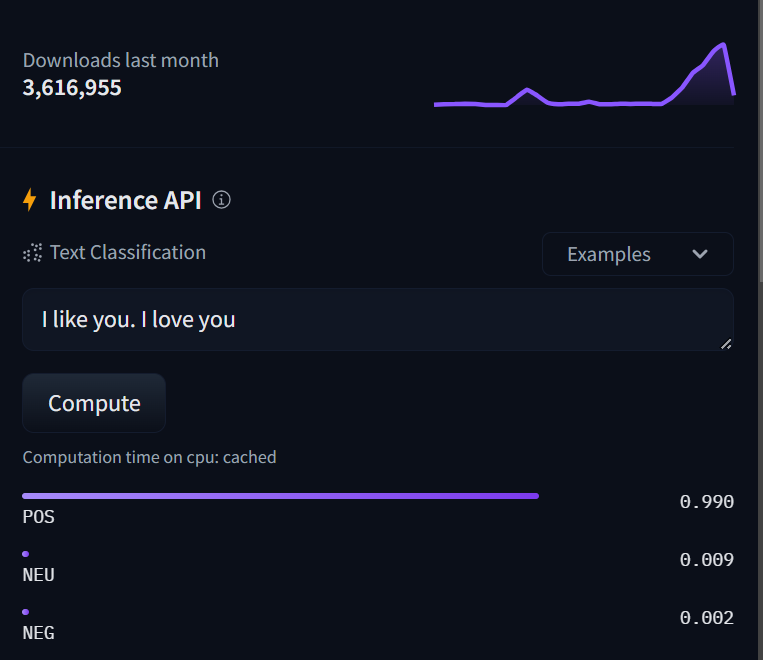 Downloads last month
3,616,955
Inference API
Text Classification
Examples
I like you. I love you
Compute
Computation time on cpu: cached
0.990
POS
0.009
NEU
0.002
NEG